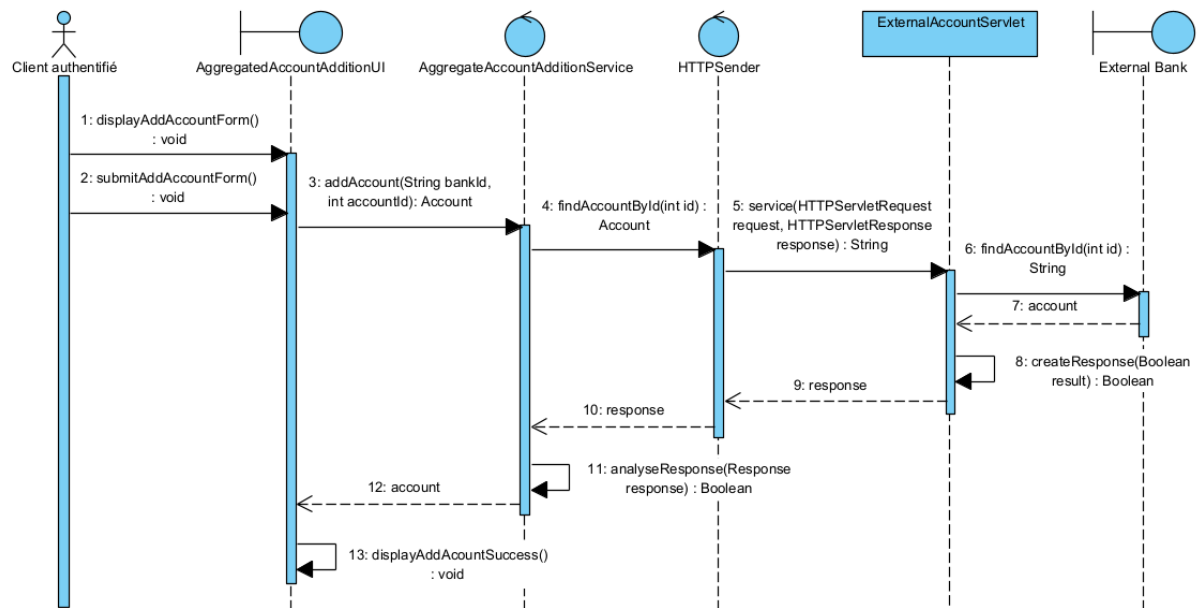 ExternalAccountServlet
Client authentifié
AggregatedAccountAdditionUI
AggregateAccountAdditionService
HTTPSender
External Bank
1: displayAddAccountForm()
: void
2: submitAddAccountForm()
: void
3: addAccount(String bankId,
int accountId): Account
4: findAccountById(int id) :
Account
5: service(HTTPServletRequest
request, HTTPServletResponse
response) : String
6: findAccountById(int id) :
String
7: account
8: createResponse(Boolean
result) : Boolean
9: response
10: response
11: analyseResponse(Response
response) : Boolean
12: account
13: displayAddAcountSuccess()
: void